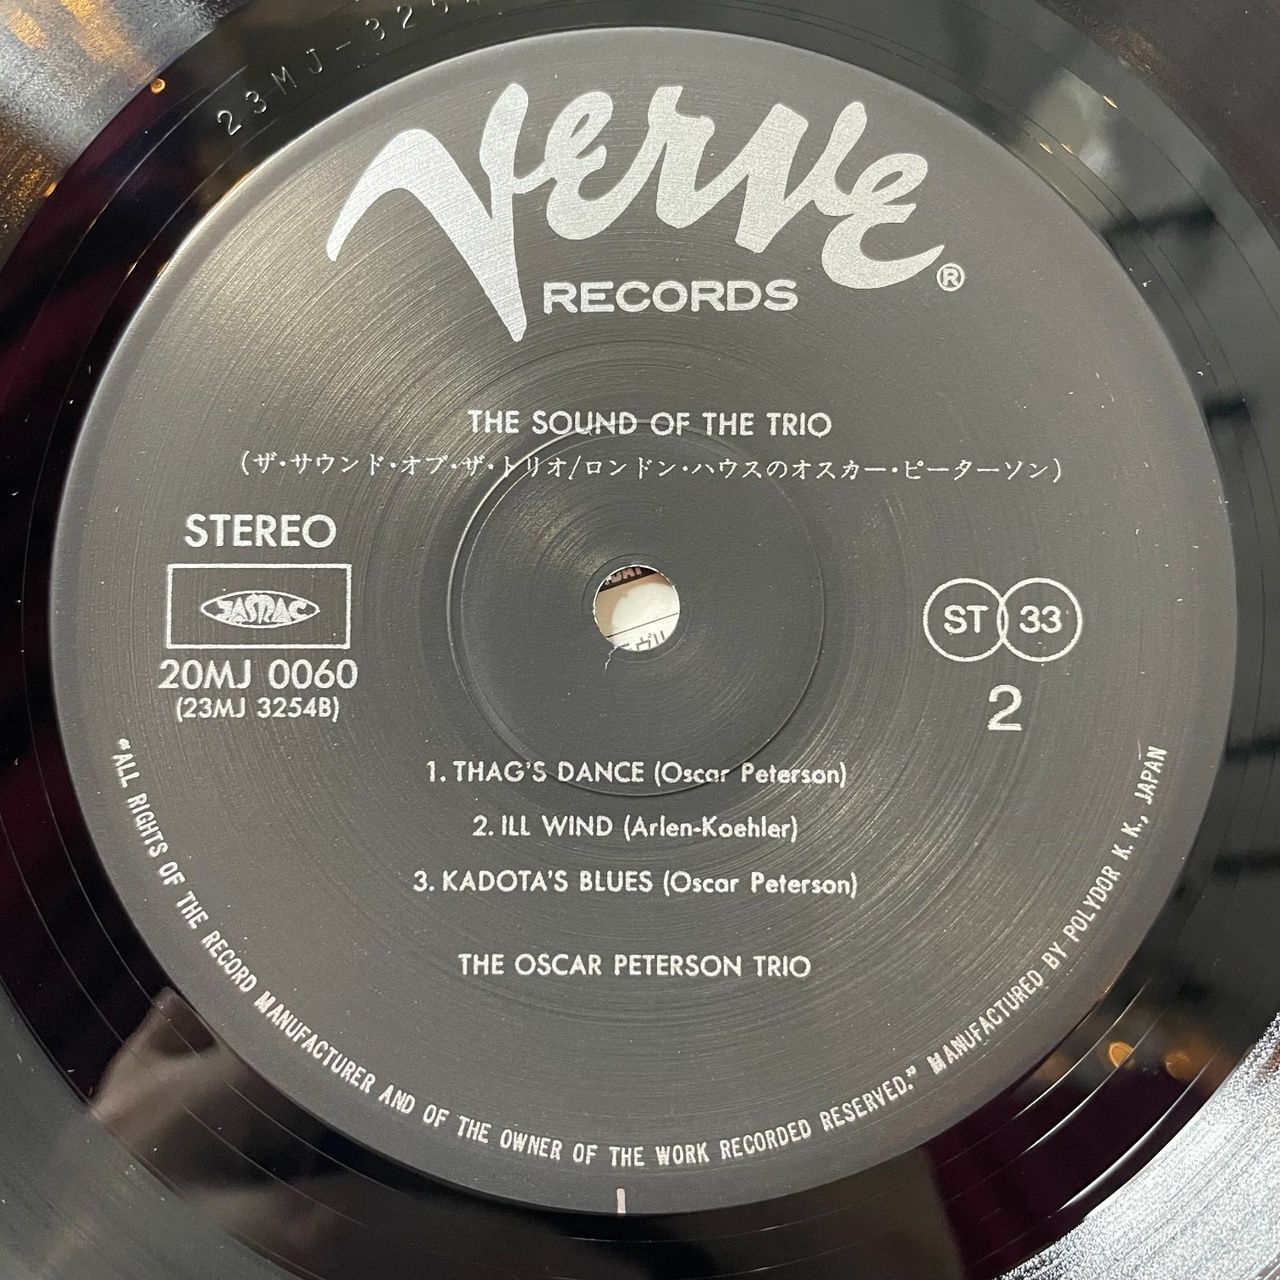 23MJ-325
Verve
RECORDS
®
THE SOUND OF THE TRIO
(ザ・サウンド・オブ・ザ・トリオ/ロンドン・ハウスのオスカー・ピーターソン)
STEREO
JASRAC
20MJ 0060
(23MJ 3254B)
ST 33
2
1. THAG'S DANCE (Oscar Peterson)
2. ILL WIND (Arlen-Koehler)
3. KADOTA'S BLUES (Oscar Peterson)
THE OSCAR PETERSON TRIO
"ALL RIGHTS OF THE RECORD MANUFACTURER AND OF THE OWNER OF THE WORK RECORDED RESERVED." MANUFACTURED BY POLYDOR K. K., JAPAN